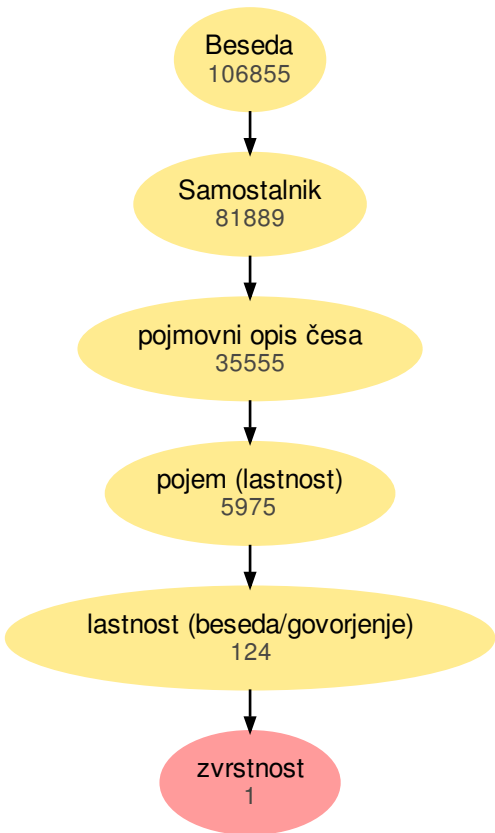 Beseda
106855
Samostalnik
81889
pojmovni opis česa
35555
pojem (lastnost)
5975
lastnost (beseda/govorjenje)
124
zvrstnost
1